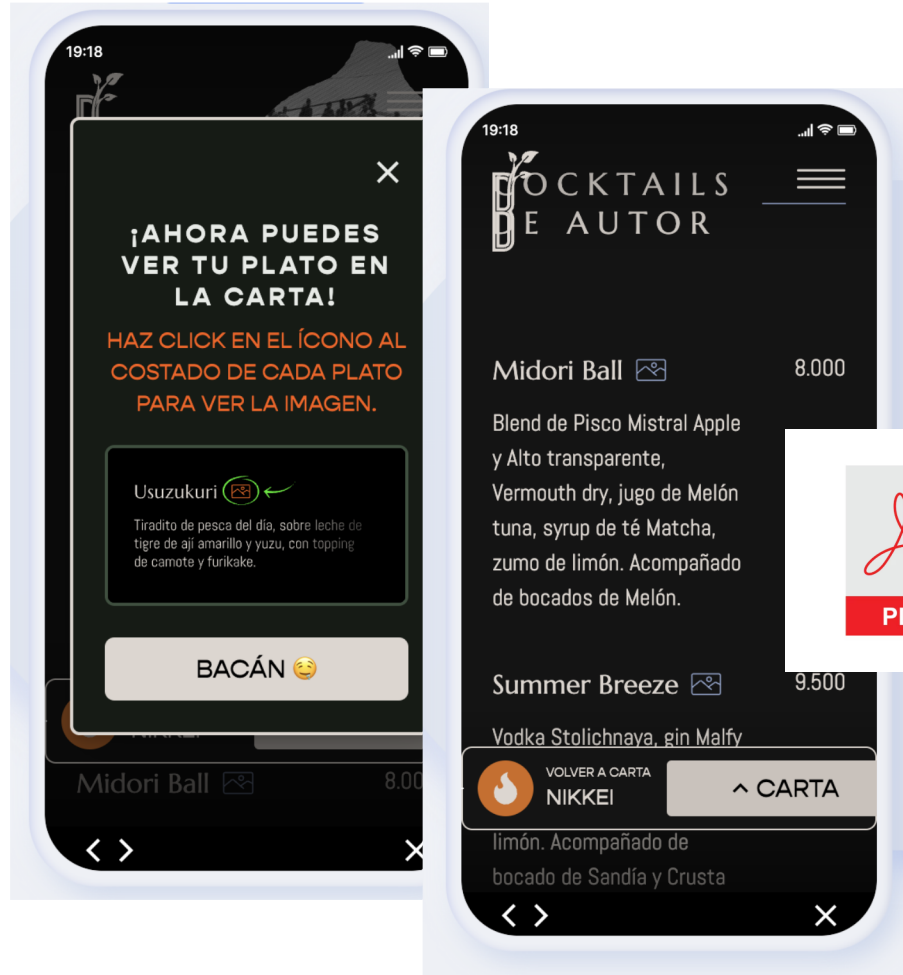 19:18
¡AHORA PUEDES
VER TU PLATO EN
LA CARTA!
HAZ CLICK EN EL ÍCONO AL
COSTADO DE CADA PLATO
PARA VER LA IMAGEN.
Usuzukuri
Tiradito de pesca del día, sobre leche de
tigre de ají amarillo y yuzu, con topping
de camote y furikake.
BACÁN
NIKKEI
Midori Ball 8.00
19:18
COCKTAILS
DE AUTOR
Midori Ball 8.000
Blend de Pisco Mistral Apple
y Alto transparente,
Vermouth dry, jugo de Melón
tuna, syrup de té Matcha,
zumo de limón. Acompañado
de bocados de Melón.
Summer Breeze 9.500
Vodka Stolichnaya, gin Malfy
VOLVER A CARTA
NIKKEI
^ CARTA
limón. Acompañado de
bocado de Sandía y Crusta